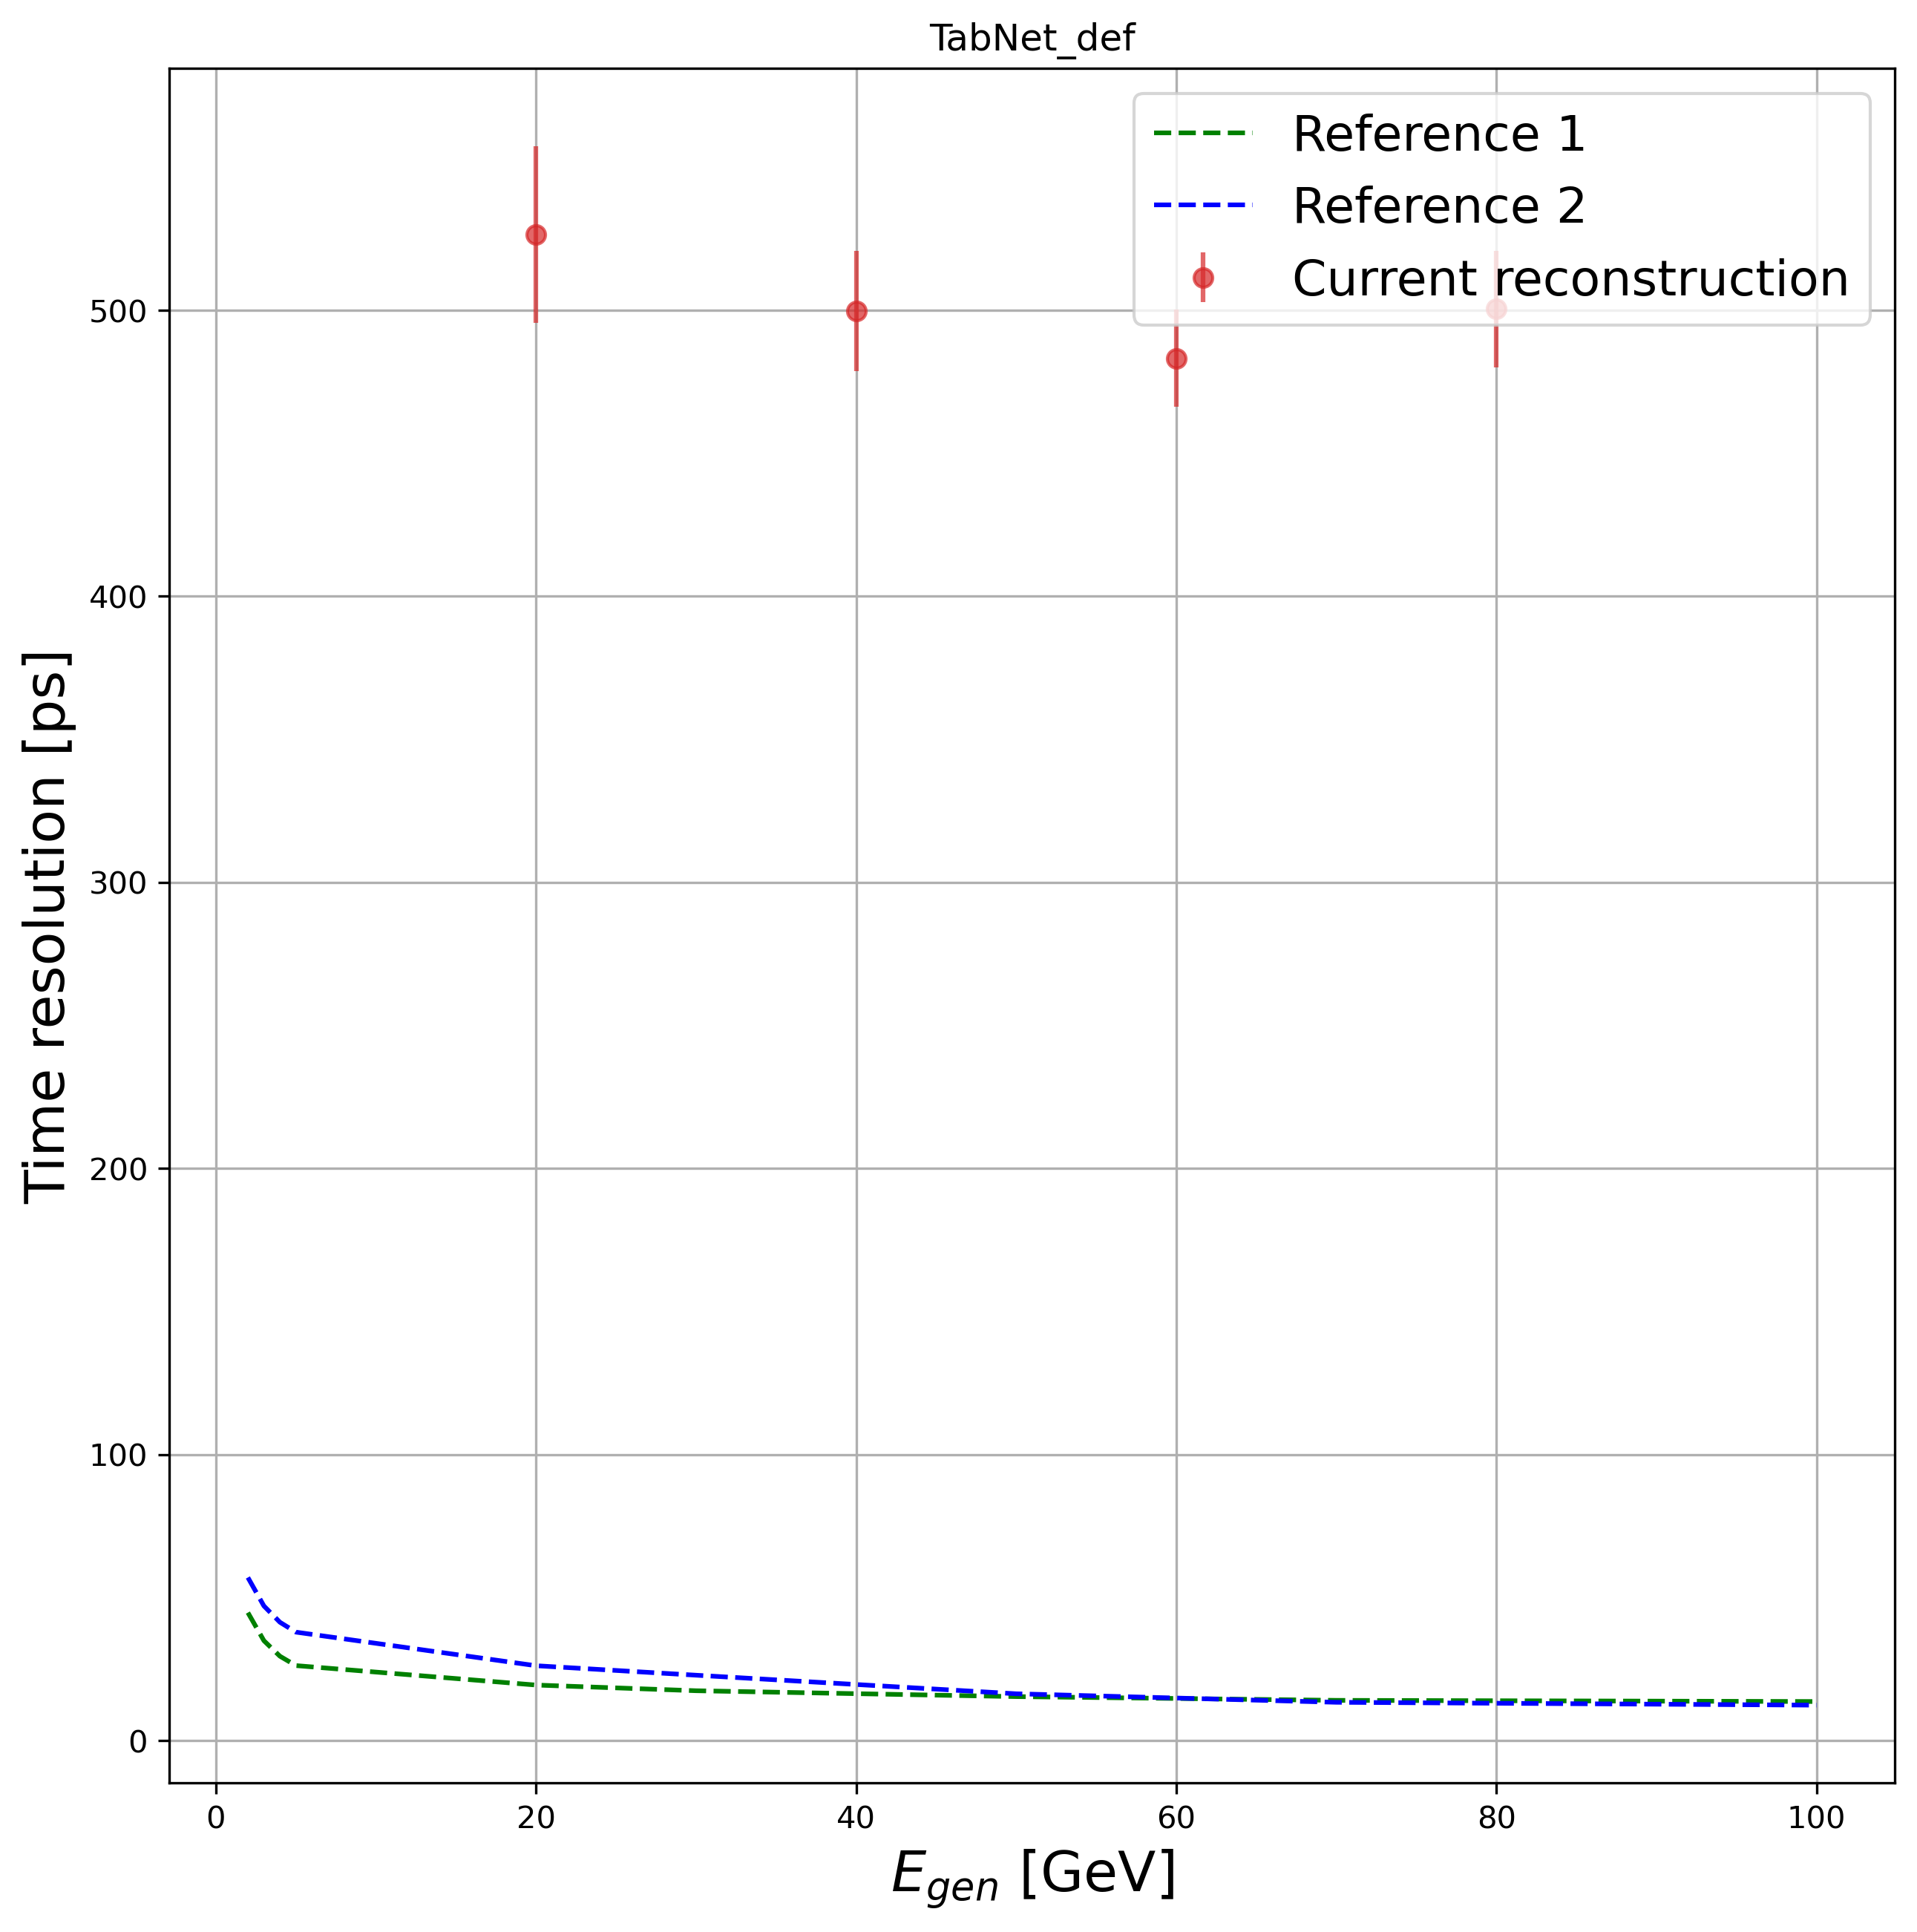 TabNet_def
Reference 1
Reference 2
Current reconstruction
Time resolution [ps]
500
400
300
200
100
0
0 20 40 60 80 100
E_gen [GeV]